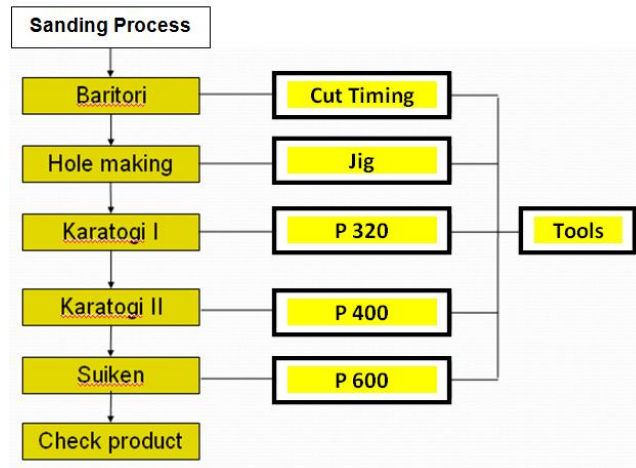 Sanding Process
Baritori
Cut Timing
Hole making
Jig
Karatogi I
P 320
Tools
Karatogi II
P 400
Suiken
P 600
Check product